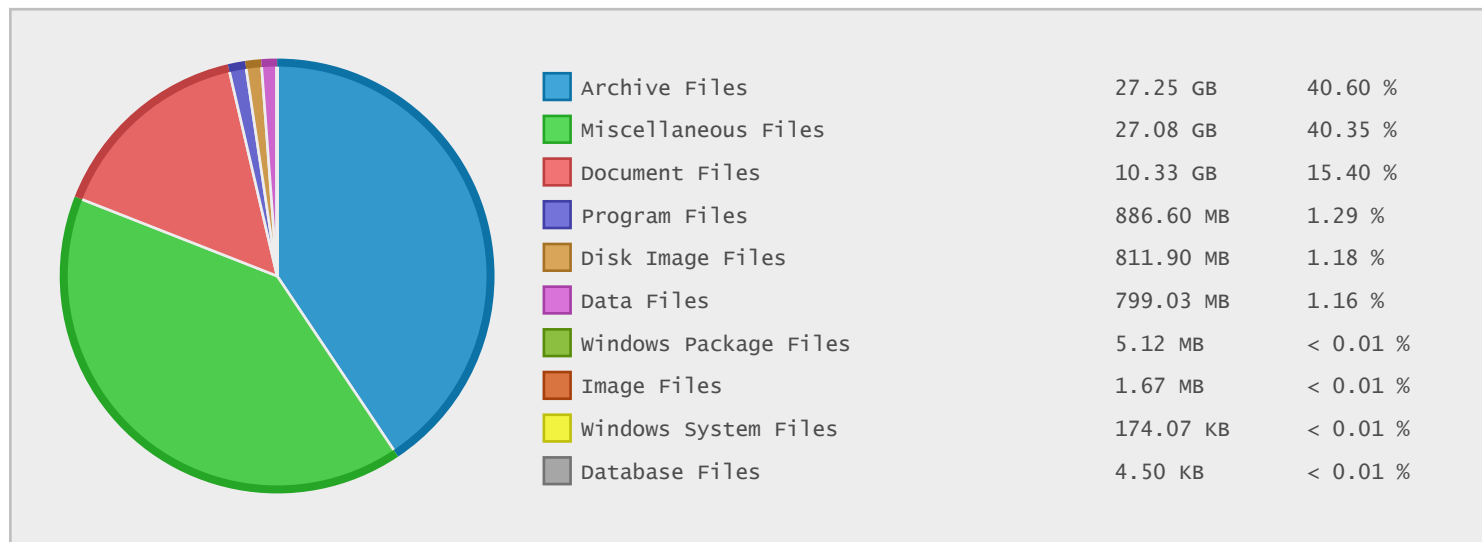 Archive Files 27.25 GB 40.60 %
Miscellaneous Files 27.08 GB 40.35 %
Document Files 10.33 GB 15.40 %
Program Files 886.60 MB 1.29 %
Disk Image Files 811.90 MB 1.18 %
Data Files 799.03 MB 1.16 %
Windows Package Files 5.12 MB < 0.01 %
Image Files 1.67 MB < 0.01 %
Windows System Files 174.07 KB < 0.01 %
Database Files 4.50 KB < 0.01 %